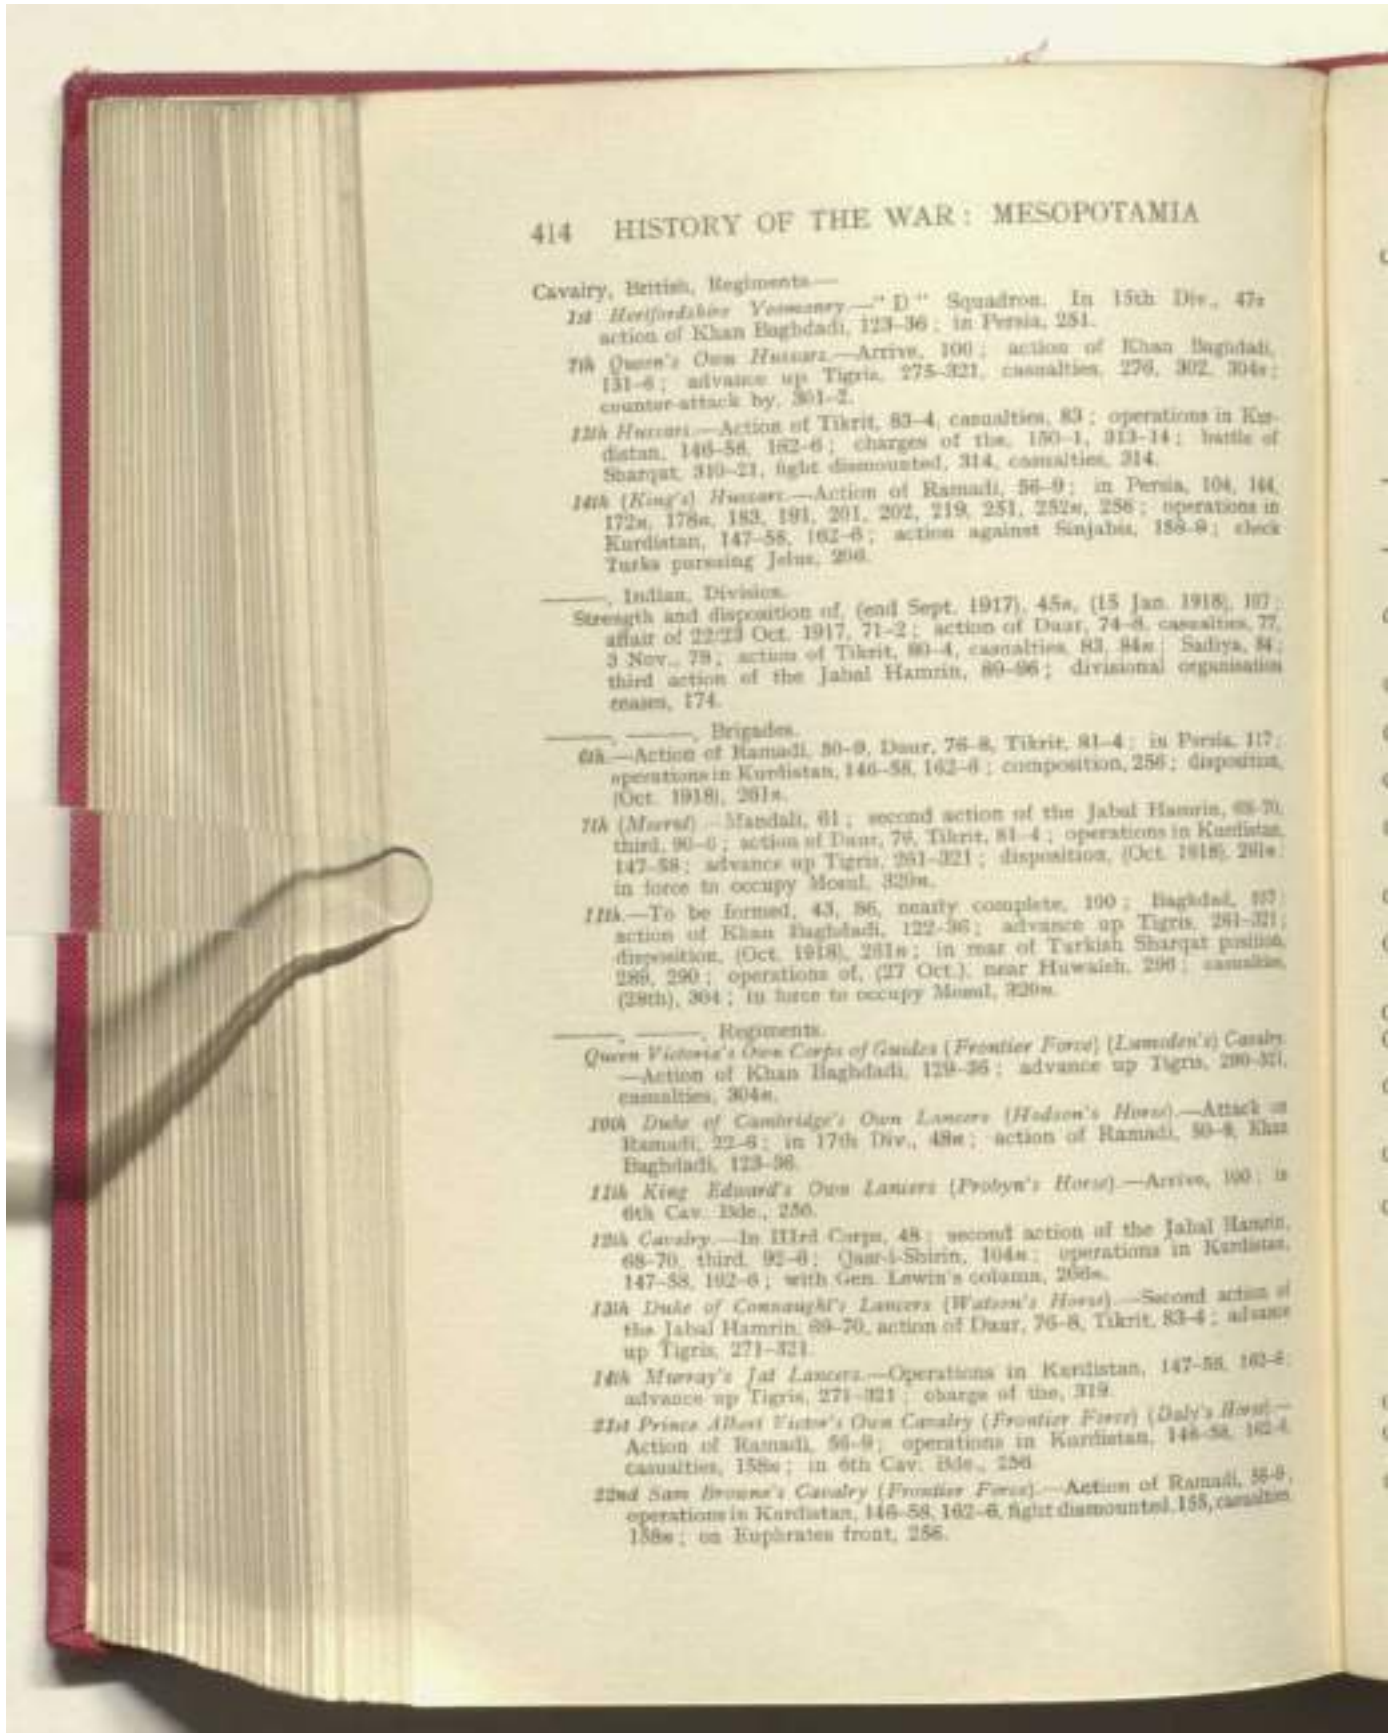 414 HISTORY OF THE WAR: MESOPOTAMIA
Cavalry, British, Regiments—
1st Hertfordshire Yeomanry—"D" Squadron. In 15th Div., 47n
action of Khan Baghdadi, 123–36; in Persia, 251.
7th Queen's Own Hussars.—Arrive, 100; action of Khan Baghdadi,
131–6; advance up Tigris, 275–321, casualties, 276, 302, 304n;
counter-attack by, 301–2.
13th Hussars.—Action of Tikrit, 83–4, casualties, 83; operations in Kur-
distan, 146–58, 162–6; charges of the, 150–1, 313–14; battle of
Sharqat, 310–21, fight dismounted, 314, casualties, 314.
14th (King's) Hussars.—Action of Ramadi, 56–9; in Persia, 104, 144,
172n, 178n, 183, 191, 201, 202, 219, 251, 252n, 256; operations in
Kurdistan, 147–58, 162–6; action against Sinjabis, 158–9; check
Turks pursuing Jelus, 206.
———, Indian, Division.
Strength and disposition of, (end Sept. 1917), 45n, (15 Jan. 1918), 107;
affair of 22/23 Oct. 1917, 71–2; action of Daur, 74–8, casualties, 77,
3 Nov., 79; action of Tikrit, 80–4, casualties, 83, 84n; Sadiya, 84;
third action of the Jabal Hamrin, 89–96; divisional organisation
ceases, 174.
———, ———, Brigades.
6th.—Action of Ramadi, 50–9, Daur, 76–8, Tikrit, 81–4; in Persia, 117;
operations in Kurdistan, 146–58, 162–6; composition, 256; disposition,
(Oct. 1918), 261n.
7th (Meerut)—Mandali, 61; second action of the Jabal Hamrin, 68–70,
third, 90–6; action of Daur, 76, Tikrit, 81–4; operations in Kurdistan,
147–58; advance up Tigris, 261–321; disposition, (Oct. 1918), 261n;
in force to occupy Mosul, 320n.
11th.—To be formed, 43, 86, nearly complete, 100; Baghdad, 107;
action of Khan Baghdadi, 122–36; advance up Tigris, 261–321;
disposition, (Oct. 1918), 261n; in rear of Turkish Sharqat position,
289, 290; operations of, (27 Oct.), near Huwaish, 296; casualties,
(28th), 304; in force to occupy Mosul, 320n.
———, ———, Regiments.
Queen Victoria's Own Corps of Guides (Frontier Force) (Lumsden's) Cavalry.
—Action of Khan Baghdadi, 129–36; advance up Tigris, 290–321,
casualties, 304n.
10th Duke of Cambridge's Own Lancers (Hodson's Horse).—Attack on
Ramadi, 22–6; in 17th Div., 48n; action of Ramadi, 50–9, Khan
Baghdadi, 123–36.
11th King Edward's Own Lancers (Probyn's Horse).—Arrive, 100; in
6th Cav. Bde., 256.
12th Cavalry.—In IIIrd Corps, 48; second action of the Jabal Hamrin,
68–70, third, 92–6; Qasr-i-Shirin, 104n; operations in Kurdistan,
147–58, 162–6; with Gen. Lewin's column, 266n.
13th Duke of Connaught's Lancers (Watson's Horse).—Second action of
the Jabal Hamrin, 69–70, action of Daur, 76–8, Tikrit, 83–4; advance
up Tigris, 271–321.
14th Murray's Jat Lancers.—Operations in Kurdistan, 147–58, 162–6;
advance up Tigris, 271–321; charge of the, 319
21st Prince Albert Victor's Own Cavalry (Frontier Force) (Daly's Horse).—
Action of Ramadi, 56–9; operations in Kurdistan, 146–58, 162–6,
casualties, 158n; in 6th Cav. Bde., 256
22nd Sam Browne's Cavalry (Frontier Force).—Action of Ramadi, 56–9,
operations in Kurdistan, 146–58, 162–6, fight dismounted, 155, casualties
158n; on Euphrates front, 256.